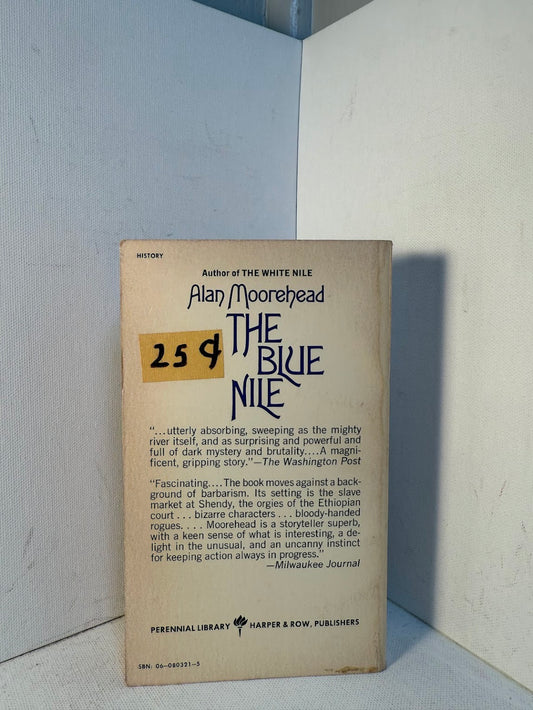 HISTORY
Author of THE WHITE NILE
Alan Moorehead
THE
BLUE
NILE
25¢
“...utterly absorbing, sweeping as the mighty
river itself, and as surprising and powerful and
full of dark mystery and brutality....A magni-
ficent, gripping story.”—The Washington Post
“Fascinating....The book moves against a back-
ground of barbarism. Its setting is the slave
market at Shendy, the orgies of the Ethiopian
court ... bizarre characters ... bloody-handed
rogues. ... Moorehead is a storyteller superb,
with a keen sense of what is interesting, a de-
light in the unusual, and an uncanny instinct
for keeping action always in progress.”
—Milwaukee Journal
PERENNIAL LIBRARY HARPER & ROW, PUBLISHERS
SBN: 06-080321-5